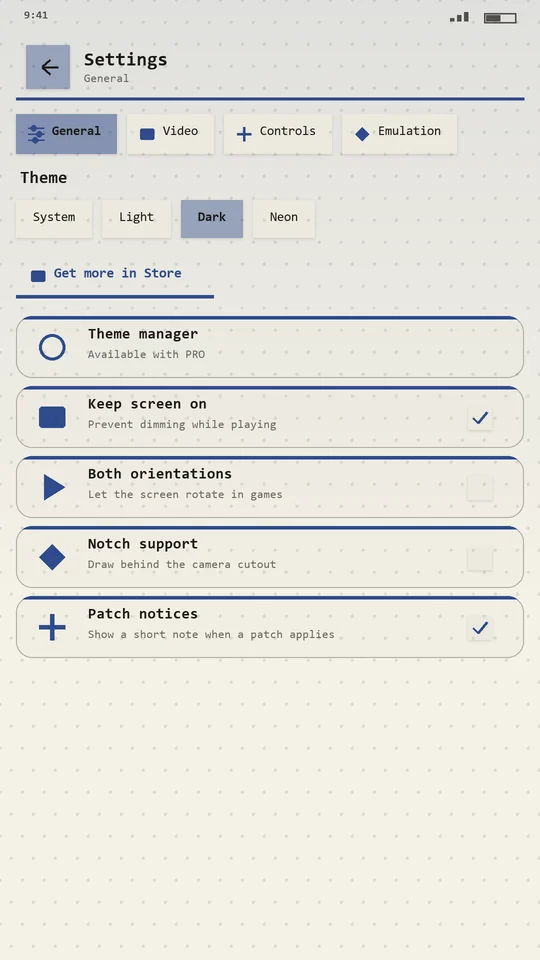 9:41
Settings
General
General Video Controls Emulation
Theme
System Light Dark Neon
Get more in Store
Theme manager
Available with PRO
Keep screen on
Prevent dimming while playing
Both orientations
Let the screen rotate in games
Notch support
Draw behind the camera cutout
Patch notices
Show a short note when a patch applies